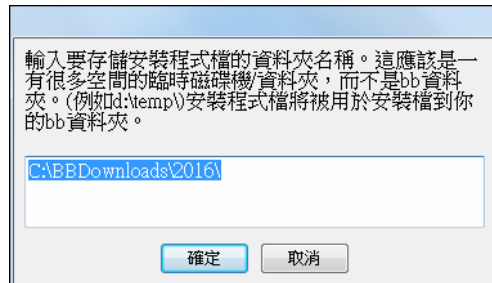 輸入要存儲安裝程式檔的資料夾名稱。這應該是一
有很多空間的臨時磁碟機/資料夾，而不是bb資料
夾。(例如d:\temp\)安裝程式檔將被用於安裝檔到你
的bb資料夾。
C:\BBDownloads\2016\
確定
取消